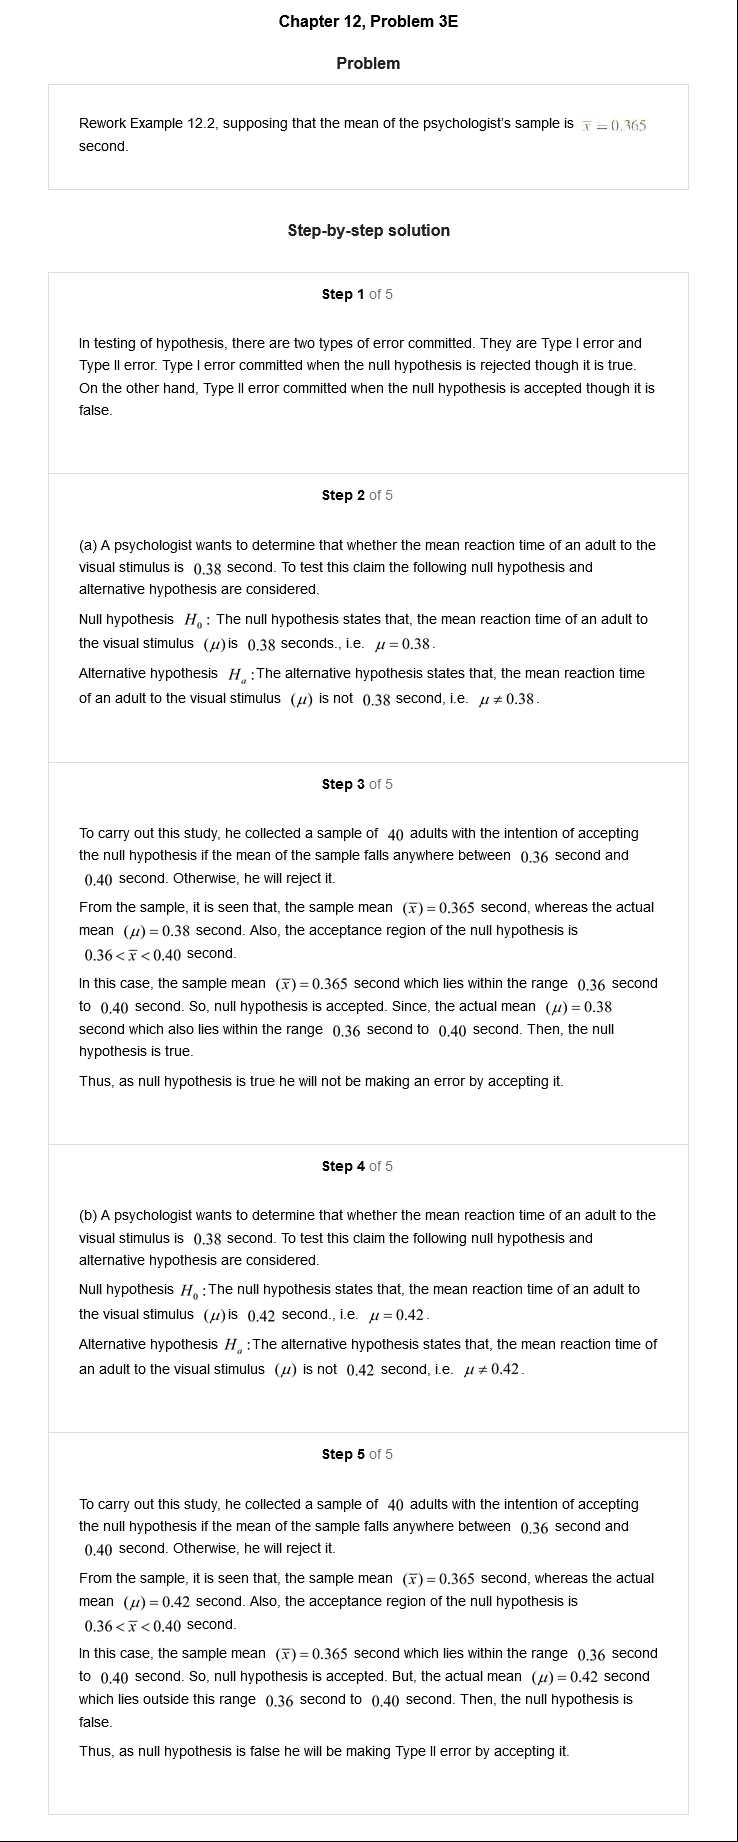 Chapter 12, Problem 3E
Problem
Rework Example 12.2, supposing that the mean of the psychologist's sample is x̅ = 0.365
second.
Step-by-step solution
Step 1 of 5
In testing of hypothesis, there are two types of error committed. They are Type I error and
Type II error. Type I error committed when the null hypothesis is rejected though it is true.
On the other hand, Type II error committed when the null hypothesis is accepted though it is
false.
Step 2 of 5
(a) A psychologist wants to determine that whether the mean reaction time of an adult to the
visual stimulus is 0.38 second. To test this claim the following null hypothesis and
alternative hypothesis are considered.
Null hypothesis H₀ : The null hypothesis states that, the mean reaction time of an adult to
the visual stimulus (μ) is 0.38 seconds., i.e. μ = 0.38.
Alternative hypothesis Hₐ :The alternative hypothesis states that, the mean reaction time
of an adult to the visual stimulus (μ) is not 0.38 second, i.e. μ ≠ 0.38.
Step 3 of 5
To carry out this study, he collected a sample of 40 adults with the intention of accepting
the null hypothesis if the mean of the sample falls anywhere between 0.36 second and
0.40 second. Otherwise, he will reject it.
From the sample, it is seen that, the sample mean (x̅) = 0.365 second, whereas the actual
mean (μ) = 0.38 second. Also, the acceptance region of the null hypothesis is
0.36 < x̅ < 0.40 second.
In this case, the sample mean (x̅) = 0.365 second which lies within the range 0.36 second
to 0.40 second. So, null hypothesis is accepted. Since, the actual mean (μ) = 0.38
second which also lies within the range 0.36 second to 0.40 second. Then, the null
hypothesis is true.
Thus, as null hypothesis is true he will not be making an error by accepting it.
Step 4 of 5
(b) A psychologist wants to determine that whether the mean reaction time of an adult to the
visual stimulus is 0.38 second. To test this claim the following null hypothesis and
alternative hypothesis are considered.
Null hypothesis H₀ :The null hypothesis states that, the mean reaction time of an adult to
the visual stimulus (μ) is 0.42 second., i.e. μ = 0.42.
Alternative hypothesis Hₐ :The alternative hypothesis states that, the mean reaction time of
an adult to the visual stimulus (μ) is not 0.42 second, i.e. μ ≠ 0.42.
Step 5 of 5
To carry out this study, he collected a sample of 40 adults with the intention of accepting
the null hypothesis if the mean of the sample falls anywhere between 0.36 second and
0.40 second. Otherwise, he will reject it.
From the sample, it is seen that, the sample mean (x̅) = 0.365 second, whereas the actual
mean (μ) = 0.42 second. Also, the acceptance region of the null hypothesis is
0.36 < x̅ < 0.40 second.
In this case, the sample mean (x̅) = 0.365 second which lies within the range 0.36 second
to 0.40 second. So, null hypothesis is accepted. But, the actual mean (μ) = 0.42 second
which lies outside this range 0.36 second to 0.40 second. Then, the null hypothesis is
false.
Thus, as null hypothesis is false he will be making Type II error by accepting it.